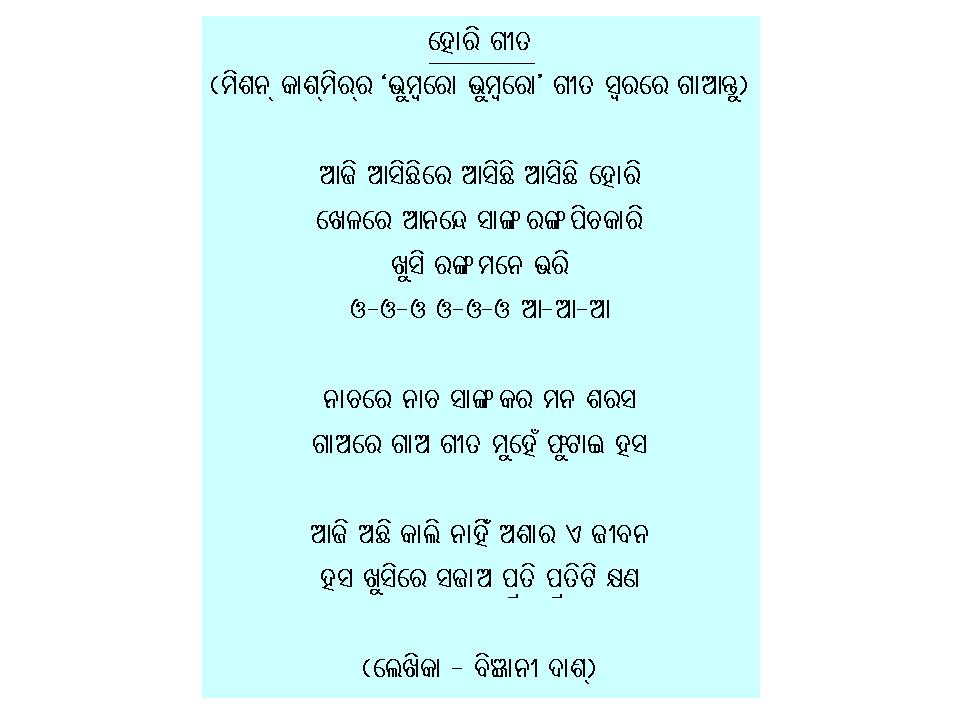 ହୋରି ଗୀତ
(ମିଶନ୍ କାଶ୍ମିର୍‌ର ‘ଭୁମ୍ବରୋ ଭୁମ୍ବରୋ’ ଗୀତ ସ୍ୱରରେ ଗାଆନ୍ତୁ)
ଆଜି ଆସିଛିରେ ଆସିଛି ଆସିଛି ହୋରି
ଖେଳରେ ଆନନ୍ଦେ ସାଙ୍ଗ ରଙ୍ଗ ପିଚକାରି
ଖୁସି ରଙ୍ଗ ମନେ ଭରି
ଓ-ଓ-ଓ ଓ-ଓ-ଓ ଆ-ଆ-ଆ
ନାଚରେ ନାଚ ସାଙ୍ଗ କର ମନ ଶରସ
ଗାଅରେ ଗାଅ ଗୀତ ମୁହେଁ ଫୁଟାଇ ହସ
ଆଜି ଅଛି କାଲି ନାହିଁ ଅଶାର ଏ ଜୀବନ
ହସ ଖୁସିରେ ସଜାଅ ପ୍ରତି ପ୍ରତିଟି କ୍ଷଣ
(ଲେଖିକା - ବିଜ୍ଞାନୀ ଦାଶ୍)